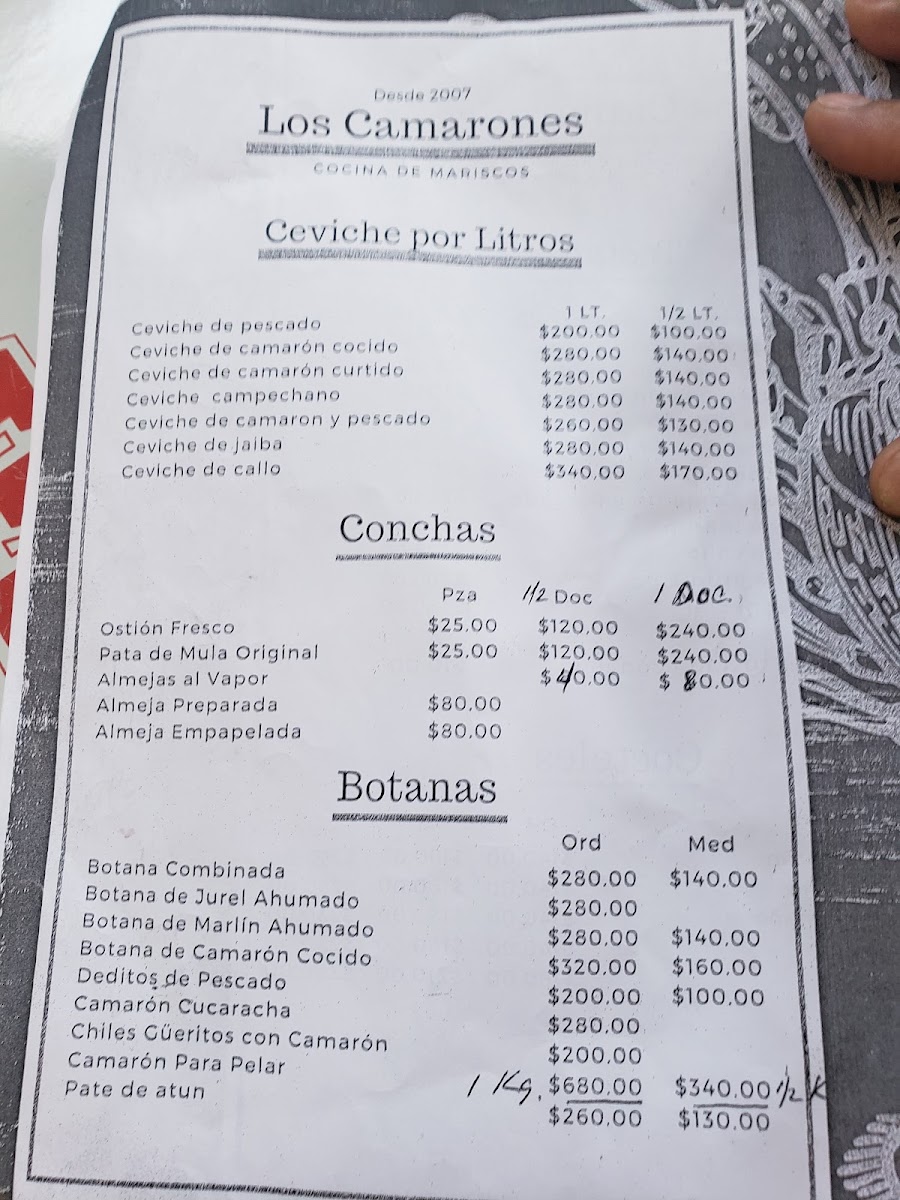 Desde 2007
Los Camarones
COCINA DE MARISCOS
Ceviche por Litros
1 LT. 1/2 LT.
Ceviche de pescado $200.00 $100.00
Ceviche de camarón cocido $280.00 $140.00
Ceviche de camarón curtido $280.00 $140.00
Ceviche campechano $280.00 $140.00
Ceviche de camaron y pescado $260.00 $130.00
Ceviche de jaiba $280.00 $140.00
Ceviche de callo $340.00 $170.00
Conchas
Pza 1/2 Doc 1 DOC.
Ostión Fresco $25.00 $120.00 $240.00
Pata de Mula Original $25.00 $120.00 $240.00
Almejas al Vapor $40.00 $80.00
Almeja Preparada $80.00
Almeja Empapelada $80.00
Botanas
Ord Med
Botana Combinada $280.00 $140.00
Botana de Jurel Ahumado $280.00
Botana de Marlín Ahumado $280.00 $140.00
Botana de Camarón Cocido $320.00 $160.00
Deditos de Pescado $200.00 $100.00
Camarón Cucaracha $280.00
Chiles Güeritos con Camarón $200.00
Camarón Para Pelar 1 Kg. $680.00 $340.00 1/2 K
Pate de atun $260.00 $130.00